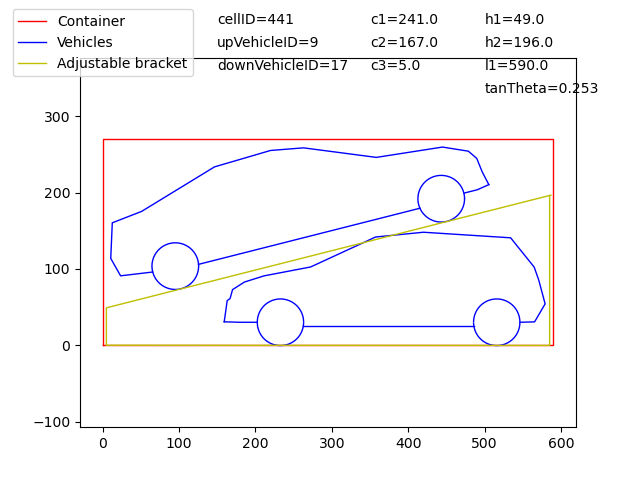 Container
Vehicles
Adjustable bracket
cellID=441
upVehicleID=9
downVehicleID=17
c1=241.0
c2=167.0
c3=5.0
h1=49.0
h2=196.0
l1=590.0
tanTheta=0.253
300
200
100
0
−100
0 100 200 300 400 500 600